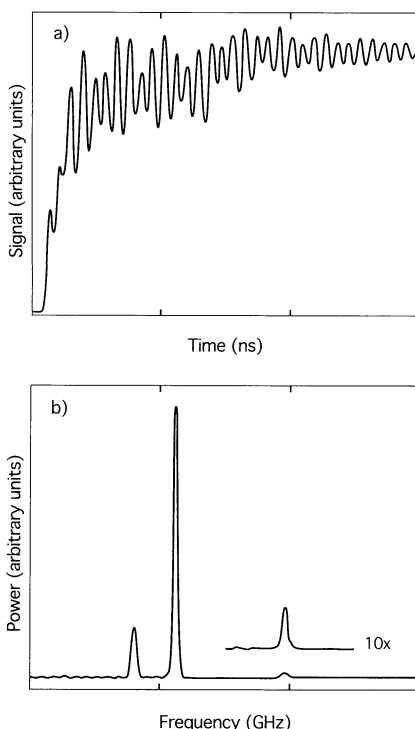 a)
Signal (arbitrary units)
Time (ns)
b)
Power (arbitrary units)
10x
Frequency (GHz)